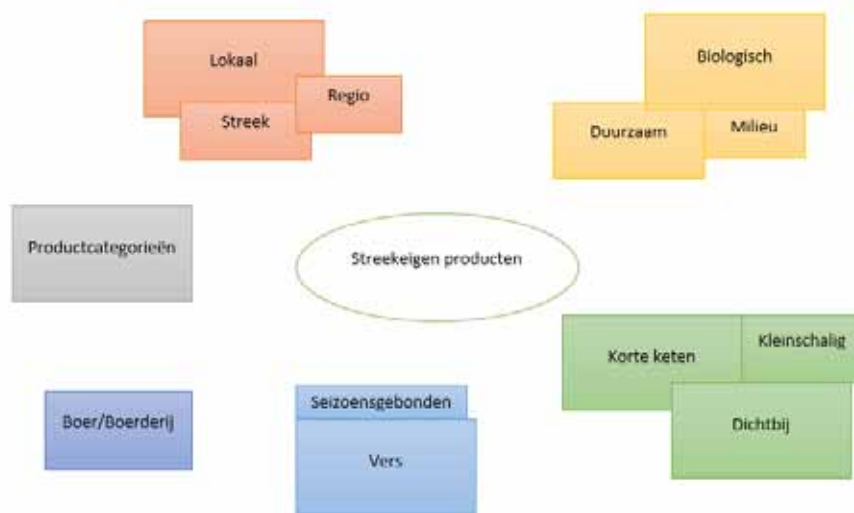 Lokaal
Regio
Streek
Biologisch
Duurzaam
Milieu
Productcategorieën
Streekeigen producten
Korte keten
Kleinschalig
Dichtbij
Boer/Boerderij
Seizoensgebonden
Vers